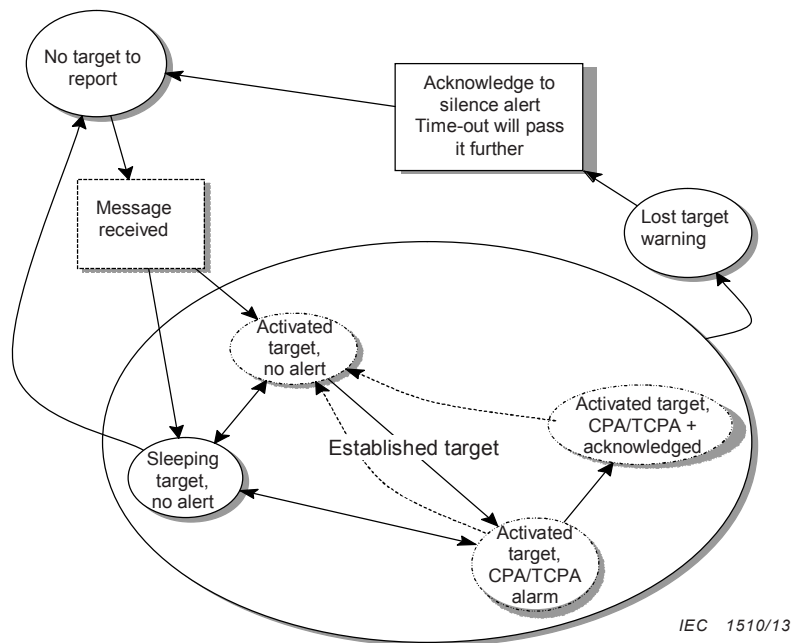 No target to
report
Acknowledge to
silence alert
Time-out will pass
it further
Message
received
Lost target
warning
Activated
target,
no alert
Activated target,
CPA/TCPA +
acknowledged
Established target
Sleeping
target,
no alert
Activated
target,
CPA/TCPA
alarm
IEC 1510/13